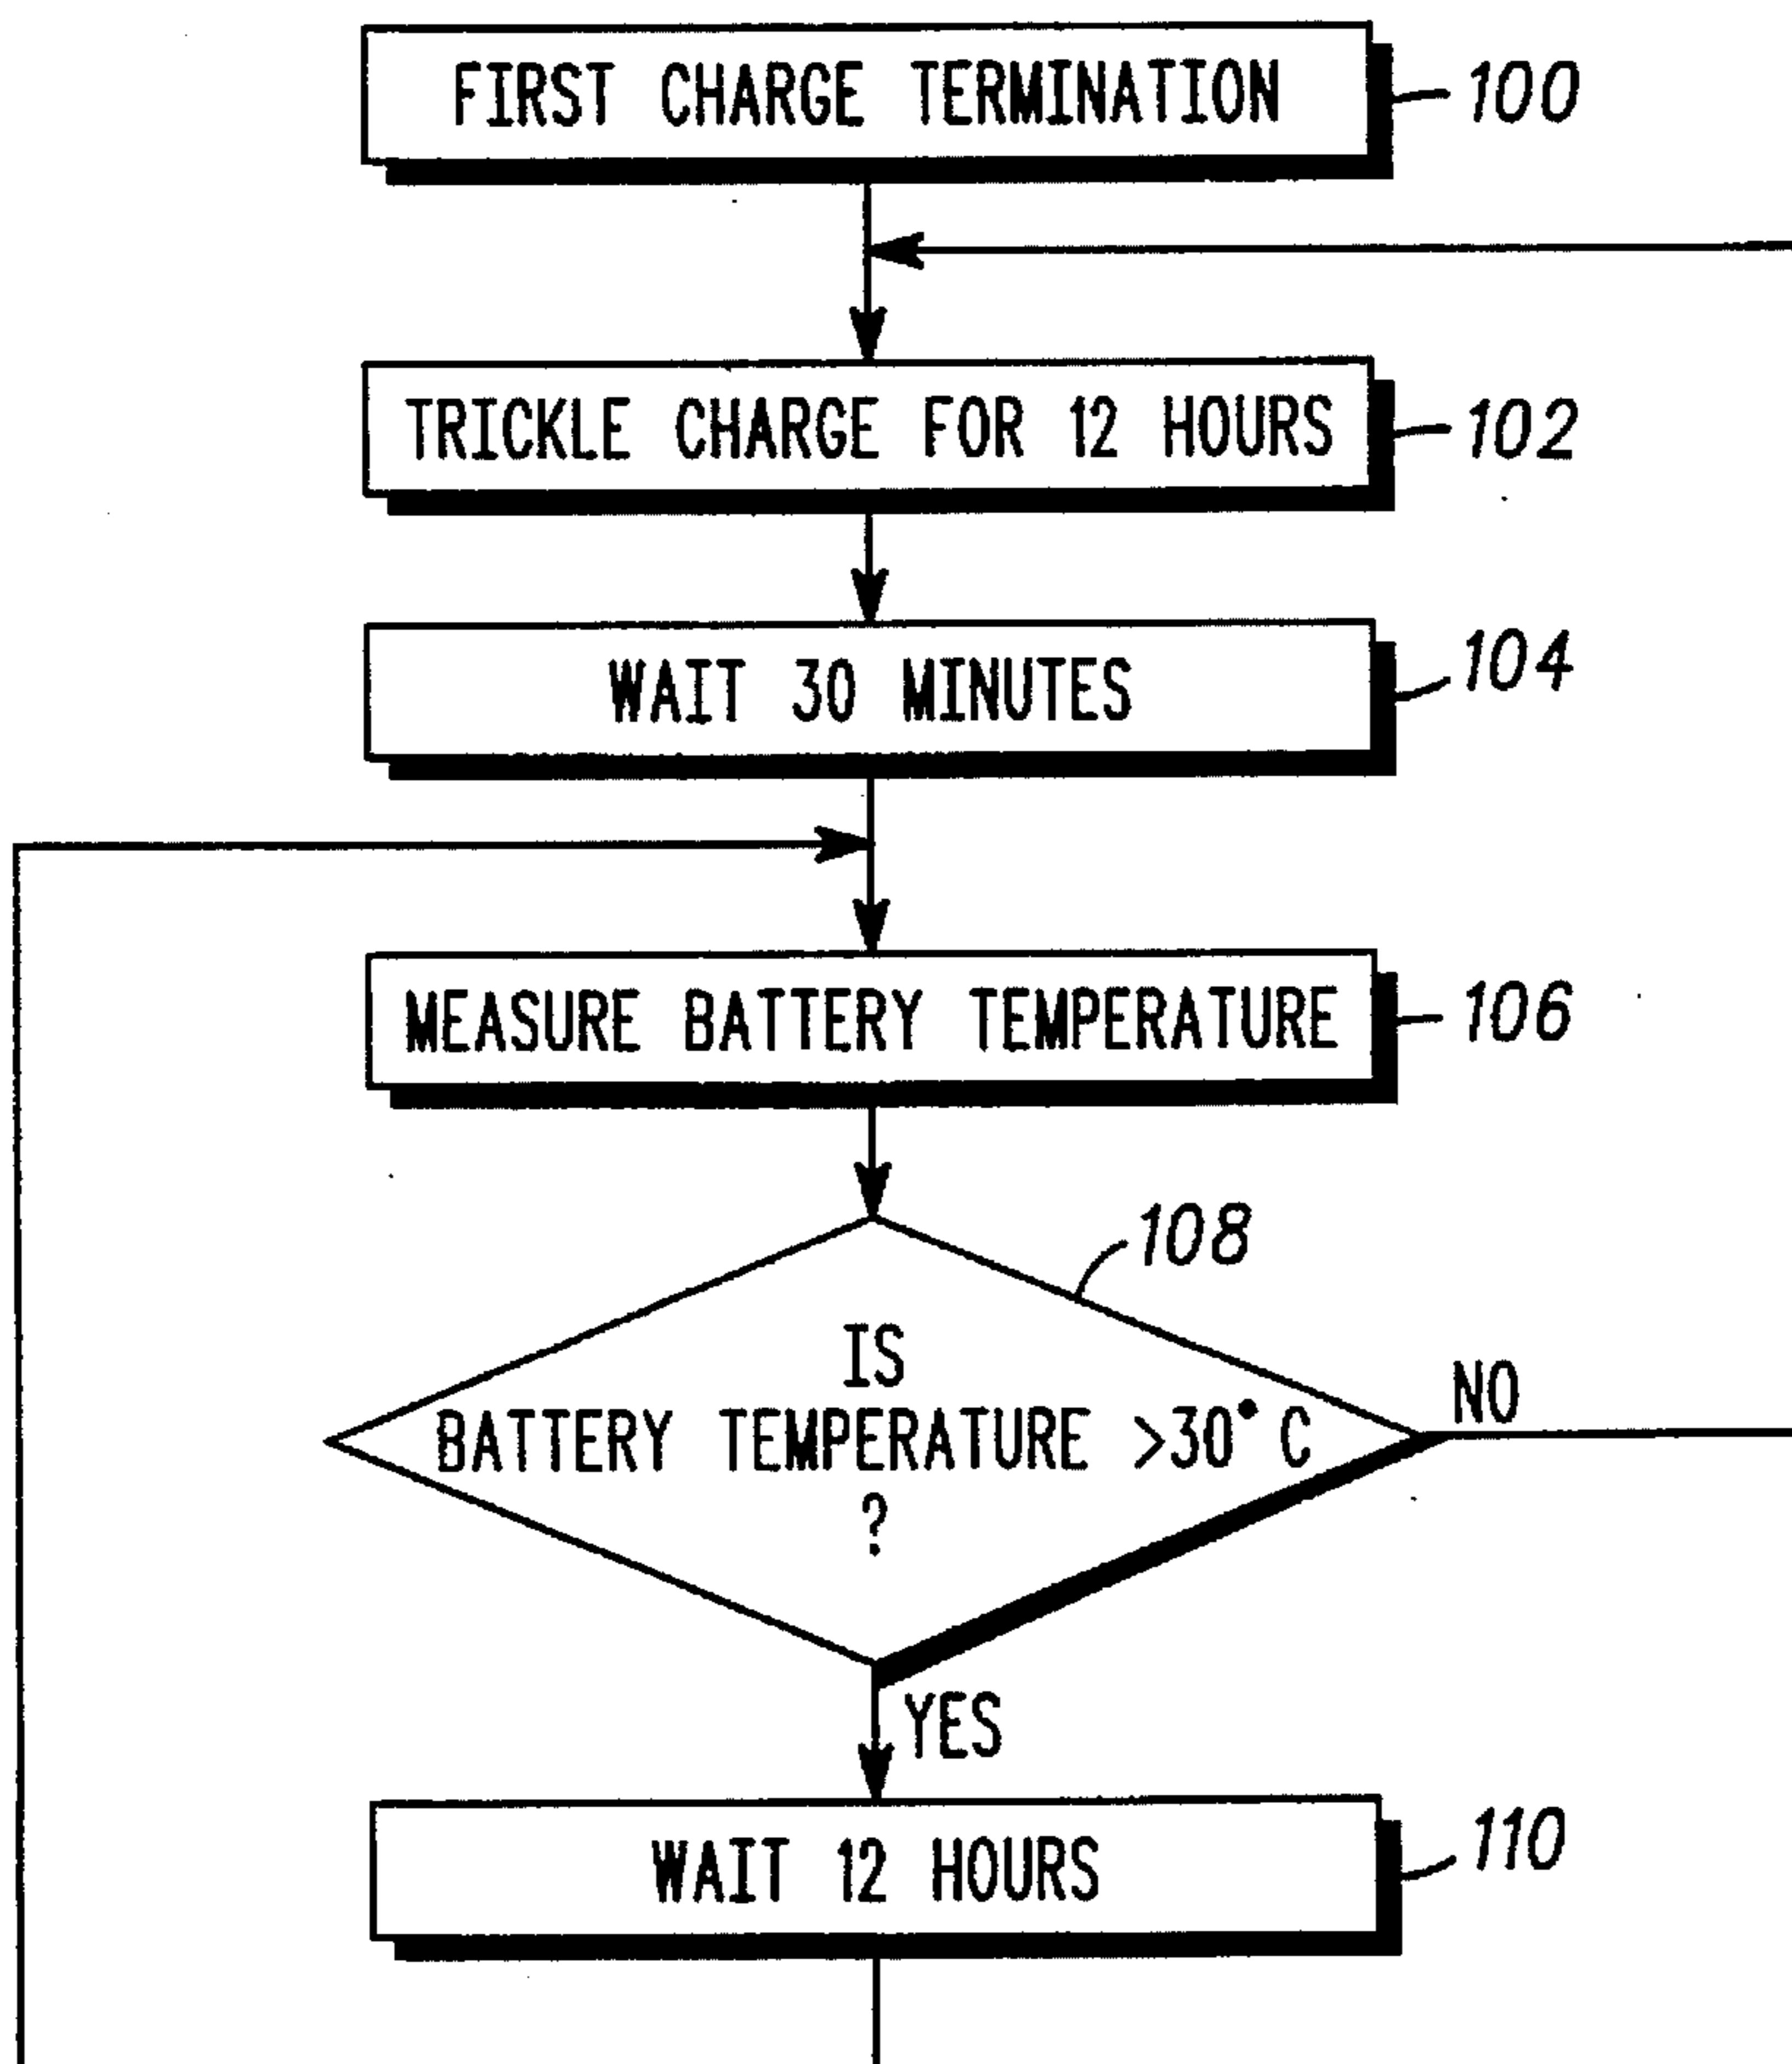 FIRST CHARGE TERMINATION
100
TRICKLE CHARGE FOR 12 HOURS
102
WAIT 30 MINUTES
104
MEASURE BATTERY TEMPERATURE
106
108
IS
BATTERY TEMPERATURE >30° C
?
NO
YES
WAIT 12 HOURS
110